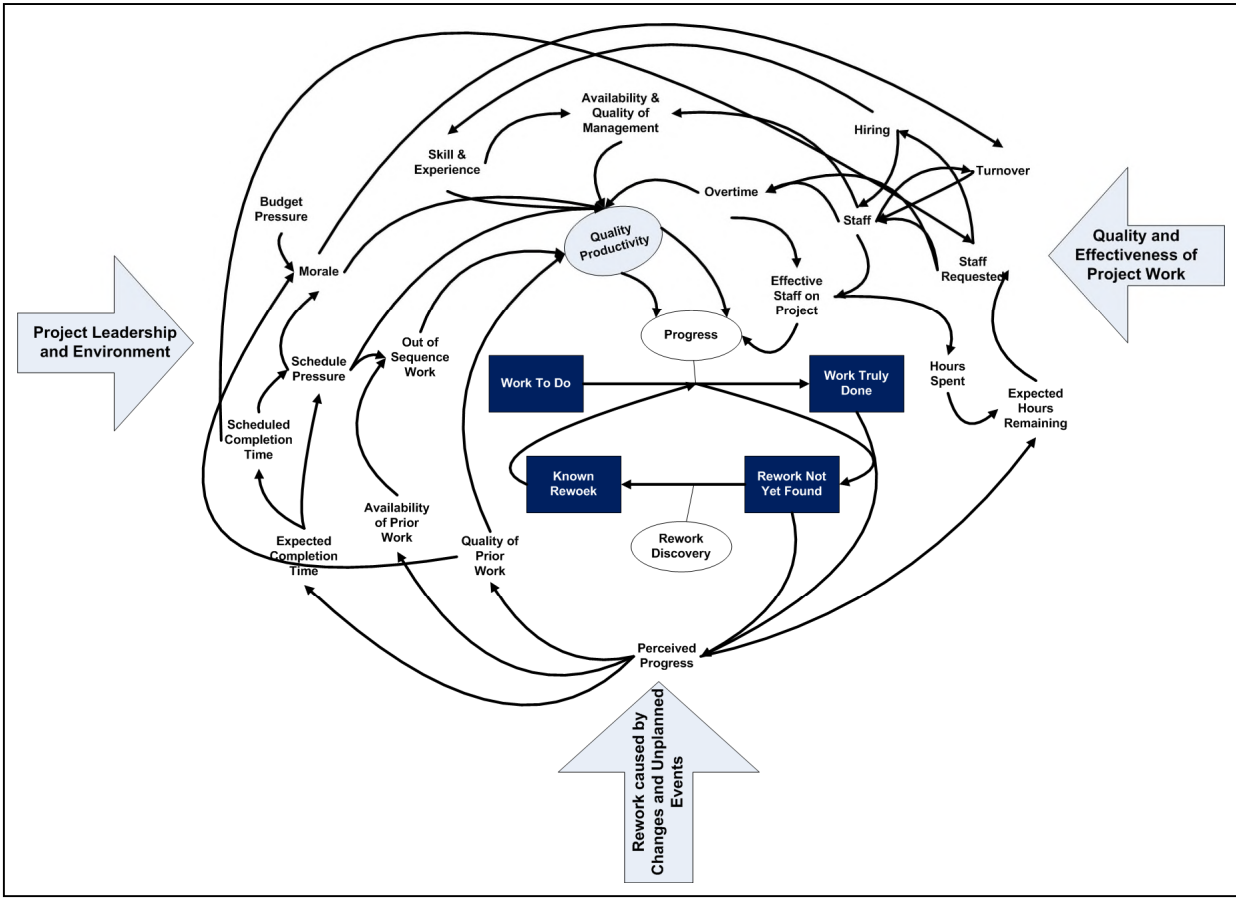 Availability &
Quality of
Management
Hiring
Skill &
Experience
Turnover
Overtime
Staff
Budget
Pressure
Quality
Productivity
Staff
Requested
Quality and
Effectiveness of
Project Work
Morale
Effective
Staff on
Project
Project Leadership
and Environment
Progress
Out of
Sequence
Work
Schedule
Pressure
Work To Do
Work Truly
Done
Hours
Spent
Expected
Hours
Remaining
Scheduled
Completion
Time
Known
Rewoek
Rework Not
Yet Found
Availability
of Prior
Work
Rework
Discovery
Expected
Completion
Time
Quality of
Prior
Work
Perceived
Progress
Rework caused by
Changes and Unplanned
Events